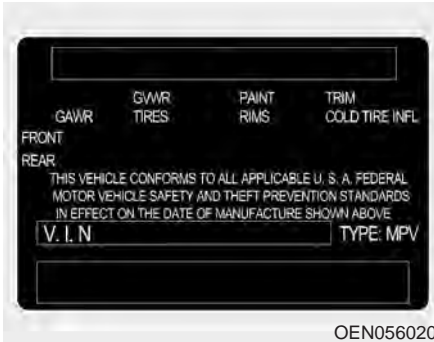 GVWR PAINT TRIM
GAWR TIRES RIMS COLD TIRE INFL
FRONT
REAR
THIS VEHICLE CONFORMS TO ALL APPLICABLE U. S. A. FEDERAL
MOTOR VEHICLE SAFETY AND THEFT PREVENTION STANDARDS
IN EFFECT ON THE DATE OF MANUFACTURE SHOWN ABOVE
V. I. N TYPE: MPV
OEN056020